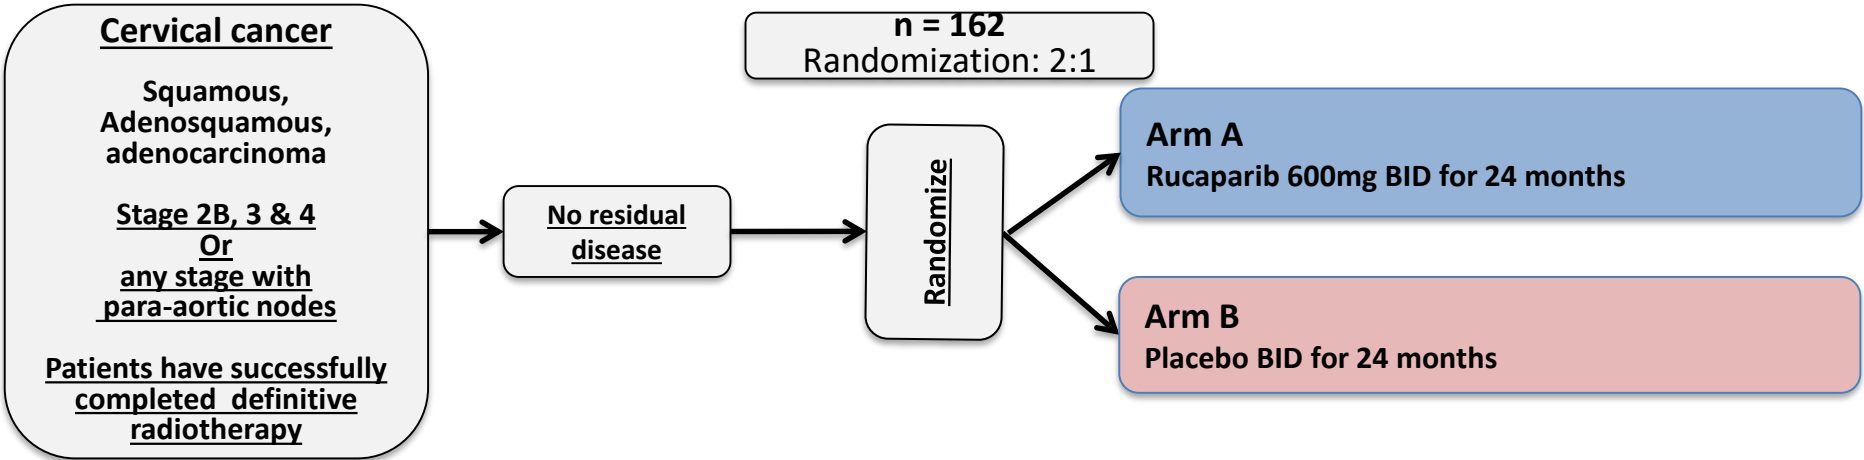 Cervical cancer
Squamous,
Adenosquamous,
adenocarcinoma
Stage 2B, 3 & 4
Or
any stage with
para-aortic nodes
Patients have successfully
completed definitive
radiotherapy
No residual
disease
n = 162
Randomization: 2:1
Randomize
Arm A
Rucaparib 600mg BID for 24 months
Arm B
Placebo BID for 24 months